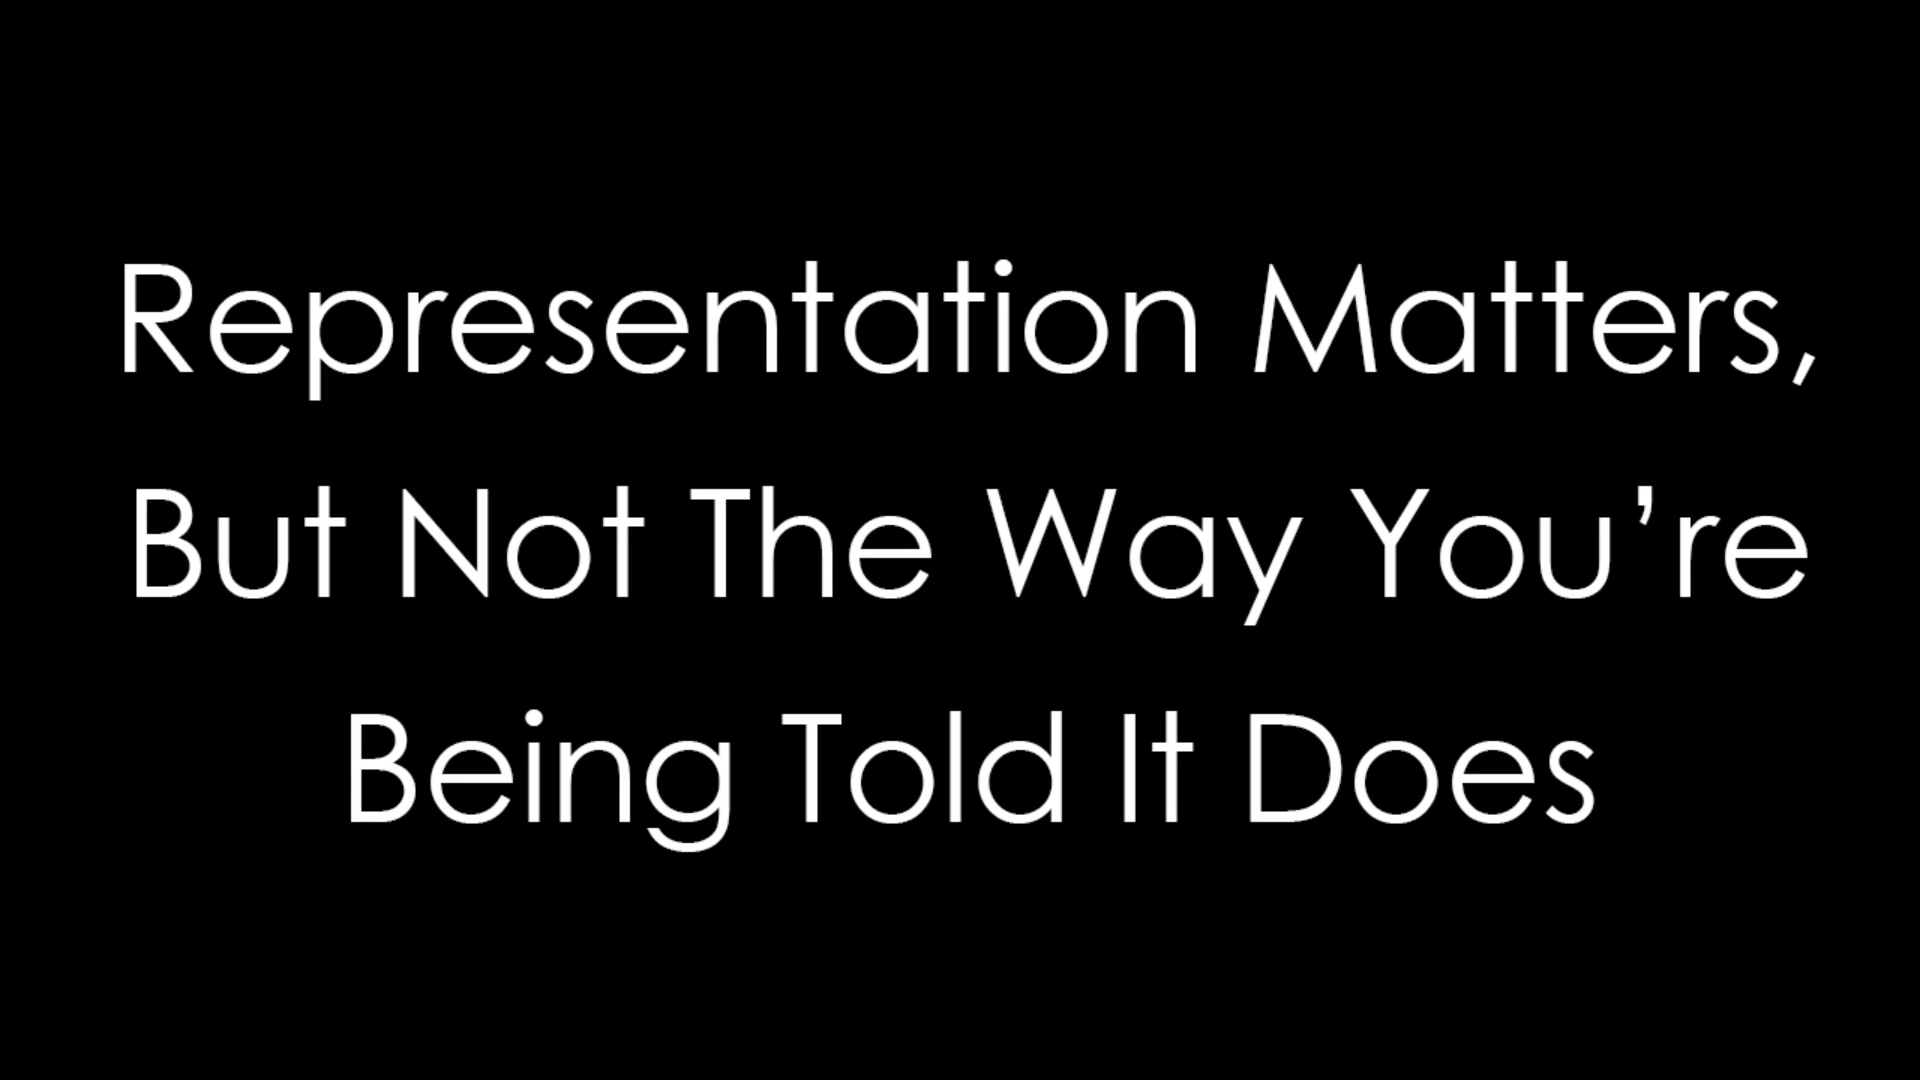 Representation Matters,
But Not The Way You’re
Being Told It Does